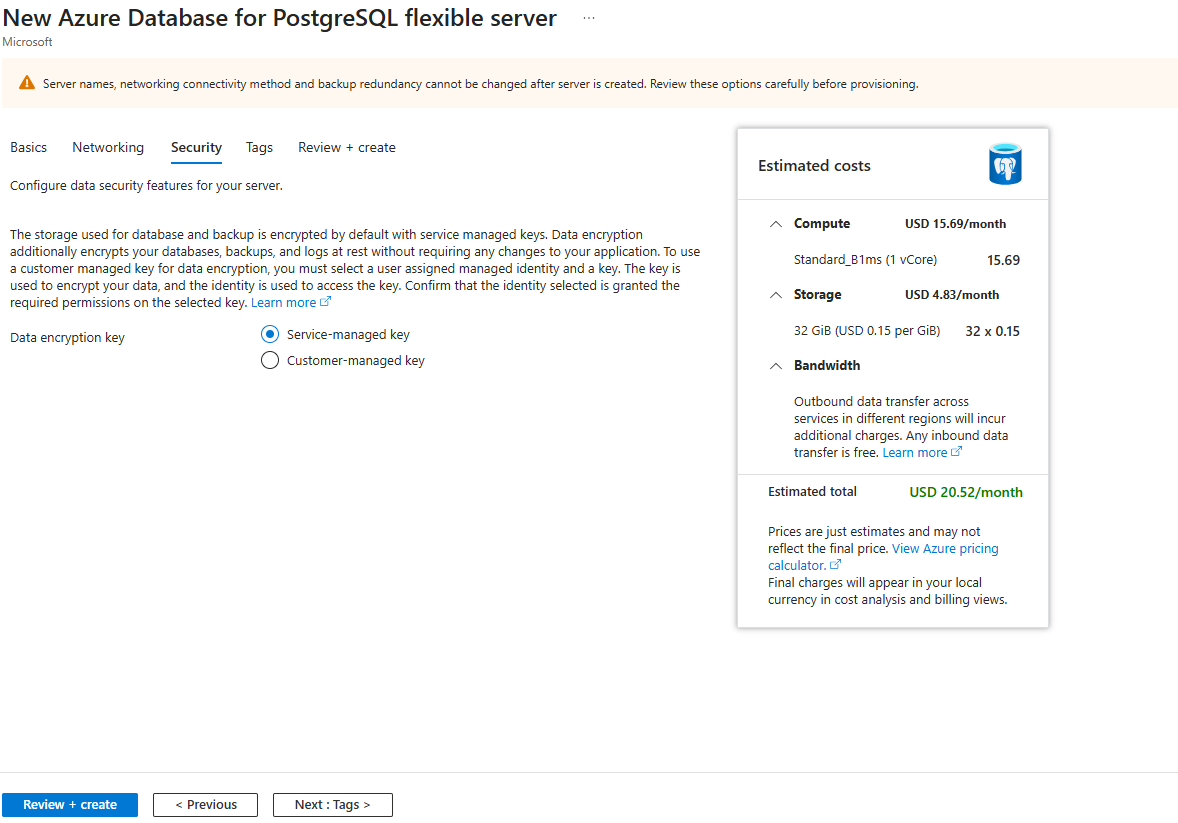 New Azure Database for PostgreSQL flexible server ...
Microsoft
Server names, networking connectivity method and backup redundancy cannot be changed after server is created. Review these options carefully before provisioning.
Basics Networking Security Tags Review + create
Configure data security features for your server.
The storage used for database and backup is encrypted by default with service managed keys. Data encryption
additionally encrypts your databases, backups, and logs at rest without requiring any changes to your application. To use
a customer managed key for data encryption, you must select a user assigned managed identity and a key. The key is
used to encrypt your data, and the identity is used to access the key. Confirm that the identity selected is granted the
required permissions on the selected key. Learn more
Data encryption key
Service-managed key
Customer-managed key
Estimated costs
Compute USD 15.69/month
Standard_B1ms (1 vCore) 15.69
Storage USD 4.83/month
32 GiB (USD 0.15 per GiB) 32 x 0.15
Bandwidth
Outbound data transfer across
services in different regions will incur
additional charges. Any inbound data
transfer is free. Learn more
Estimated total USD 20.52/month
Prices are just estimates and may not
reflect the final price. View Azure pricing
calculator.
Final charges will appear in your local
currency in cost analysis and billing views.
Review + create < Previous Next : Tags >